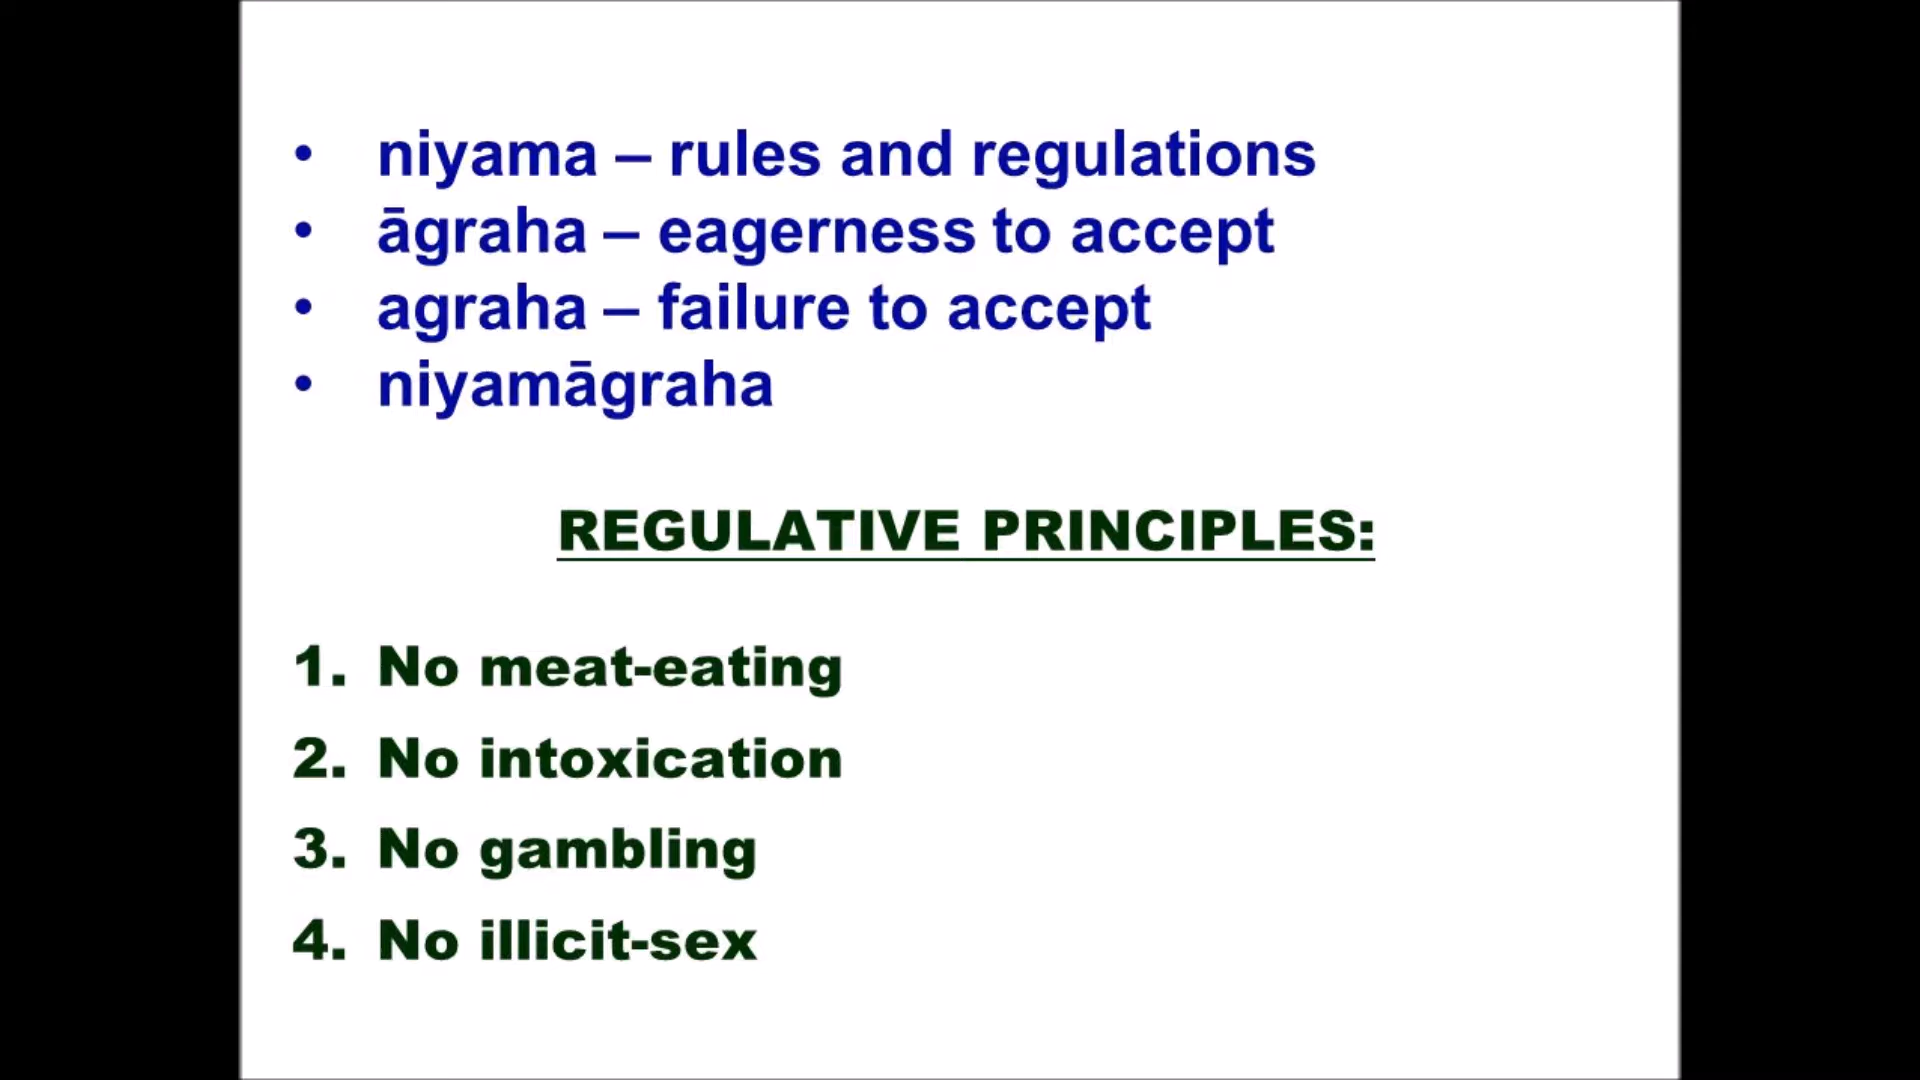 • niyama – rules and regulations
• āgraha – eagerness to accept
• agraha – failure to accept
• niyamāgraha
REGULATIVE PRINCIPLES:
1. No meat-eating
2. No intoxication
3. No gambling
4. No illicit-sex